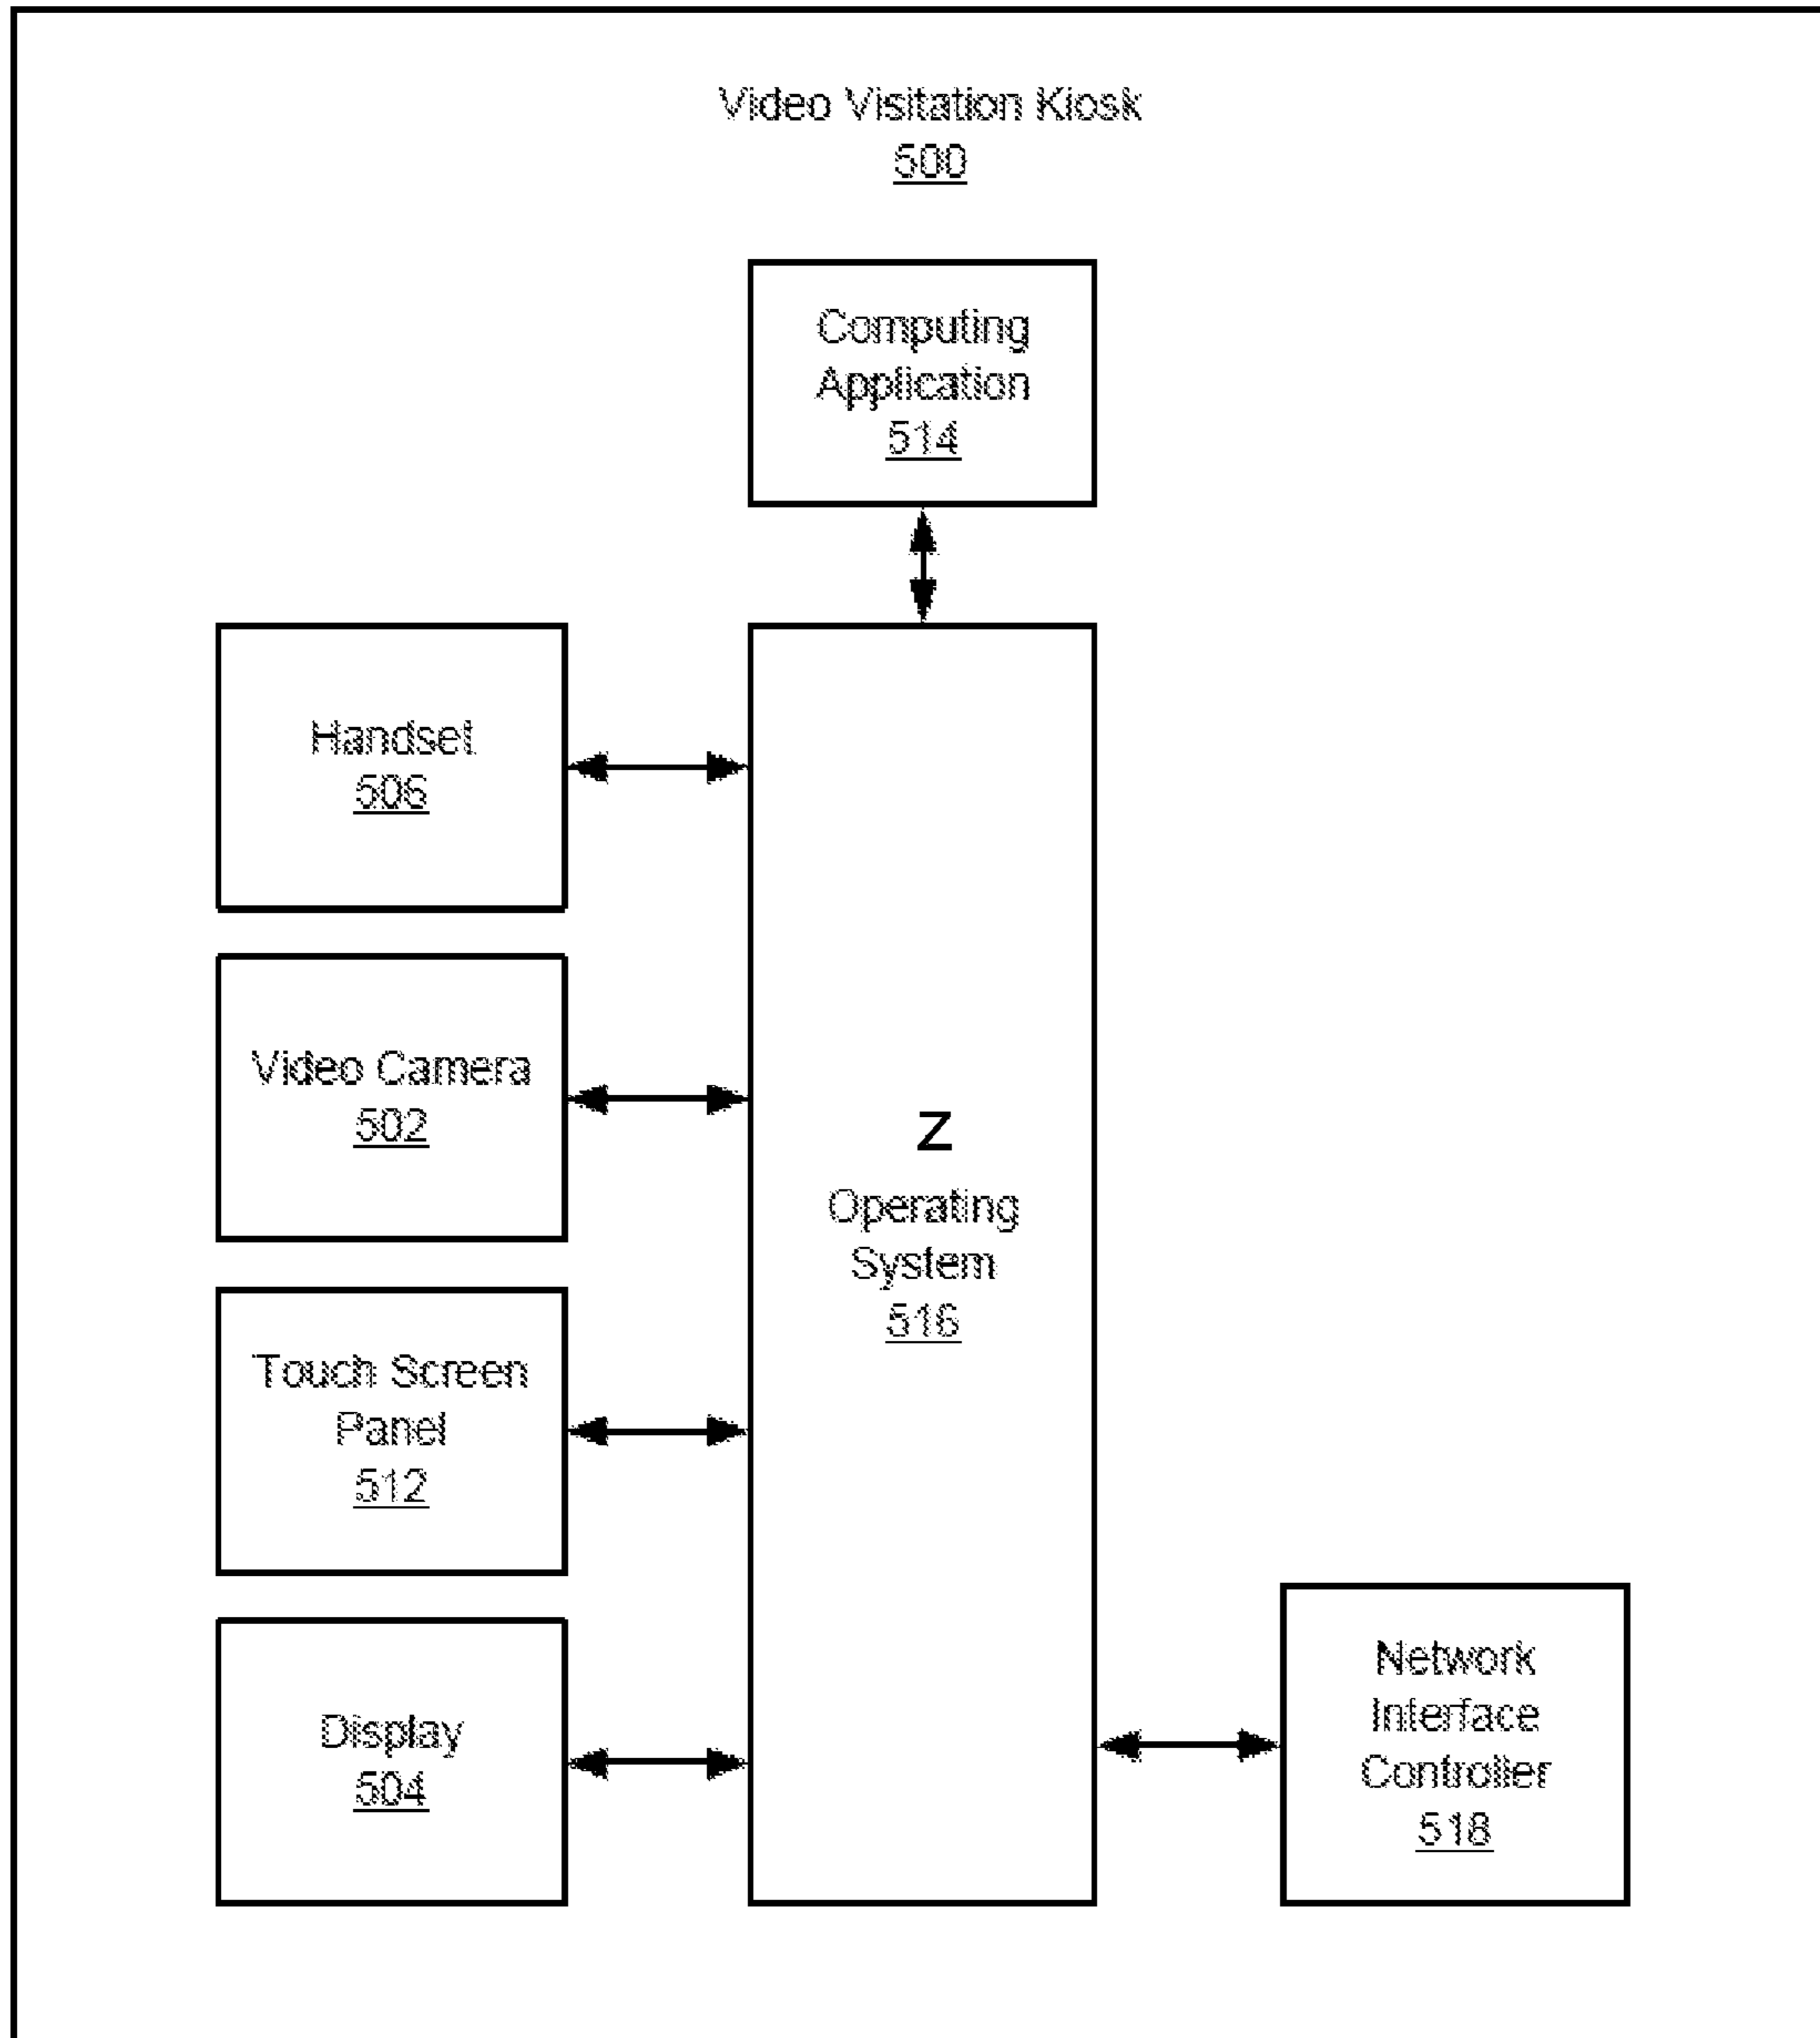 Video Visitation Kiosk
500
Computing
Application
514
Handset
506
Video Camera
502
Z
Operating
System
516
Touch Screen
Panel
512
Display
504
Network
Interface
Controller
518